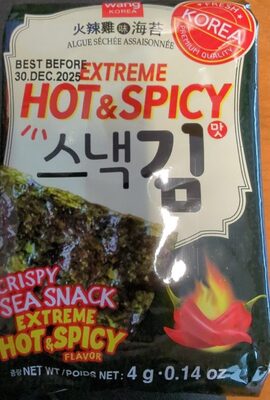 wang
KOREA
火辣雞味海苔
ALGUE SÉCHÉE ASSAISONNÉE
FRESH
KOREA
PREMIUM QUALITY
BEST BEFORE
30.DEC.2025
EXTREME
HOT & SPICY
맛
스낵김
CRISPY
SEA SNACK
EXTREME
HOT & SPICY
FLAVOR
NET WT/POIDS NET: 4 g · 0.14 oz